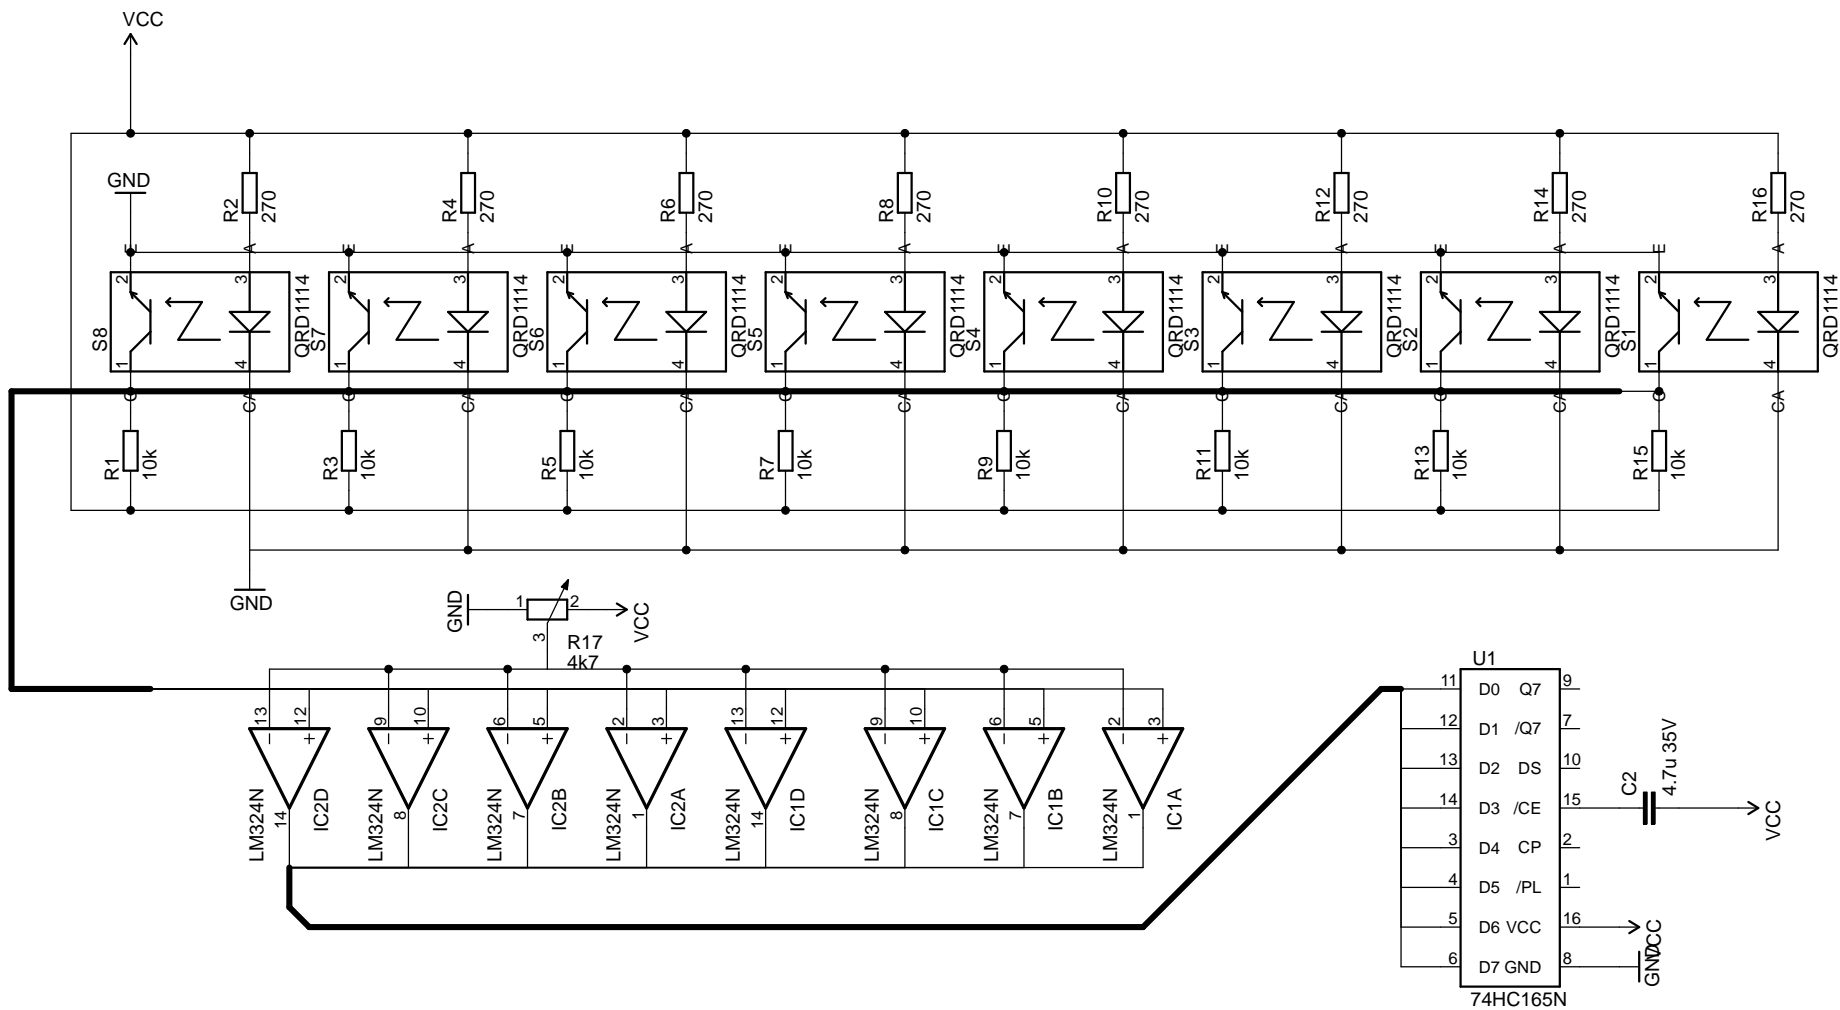 VCC
GND
R2 270
R4 270
R6 270
R8 270
R10 270
R12 270
R14 270
R16 270
E A E A E A E A E A E A E A E A
2 3 2 3 2 3 2 3 2 3 2 3 2 3 2 3
S8 QRD1114
S7 QRD1114
S6 QRD1114
S5 QRD1114
S4 QRD1114
S3 QRD1114
S2 QRD1114
S1 QRD1114
1 4 1 4 1 4 1 4 1 4 1 4 1 4 1 4
C CA C CA C CA C CA C CA C CA C CA C CA
R1 10k
R3 10k
R5 10k
R7 10k
R9 10k
R11 10k
R13 10k
R15 10k
GND
GND 1 2 VCC
3
R17
4k7
13 12 9 10 6 5 2 3 13 12 9 10 6 5 2 3
- + - + - + - + - + - + - + - +
LM324N 14 IC2D
LM324N 8 IC2C
LM324N 7 IC2B
LM324N 1 IC2A
LM324N 14 IC1D
LM324N 8 IC1C
LM324N 7 IC1B
LM324N 1 IC1A
U1
11 D0 Q7 9
12 D1 /Q7 7
13 D2 DS 10
14 D3 /CE 15
3 D4 CP 2
4 D5 /PL 1
5 D6 VCC 16
6 D7 GND 8
74HC165N
C2
4.7u 35V
VCC
VCC
GND